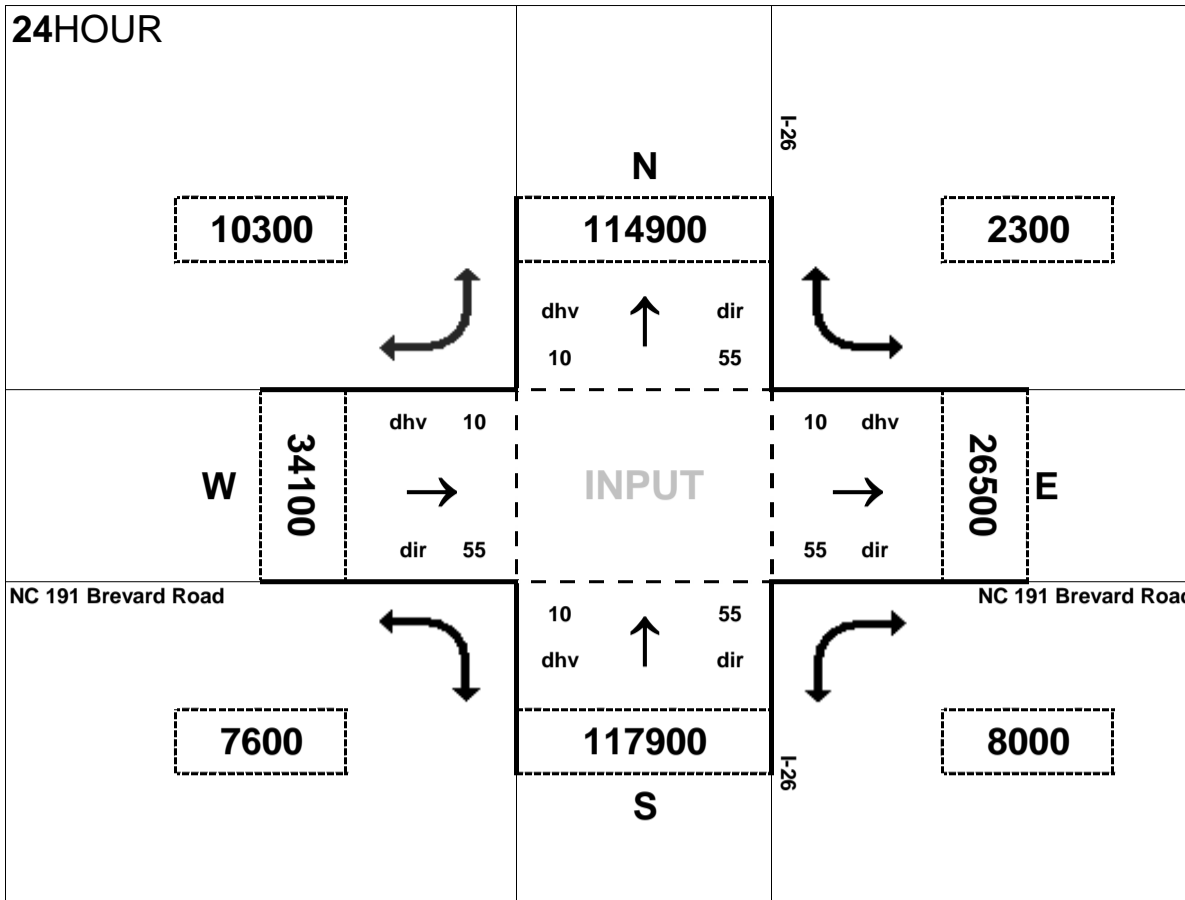 24HOUR
I-26
N
10300
114900
2300
dhv
dir
10
55
dhv
10
10
dhv
W
34100
INPUT
26500
E
dir
55
55
dir
NC 191 Brevard Road
NC 191 Brevard Road
10
55
dhv
dir
7600
117900
8000
I-26
S